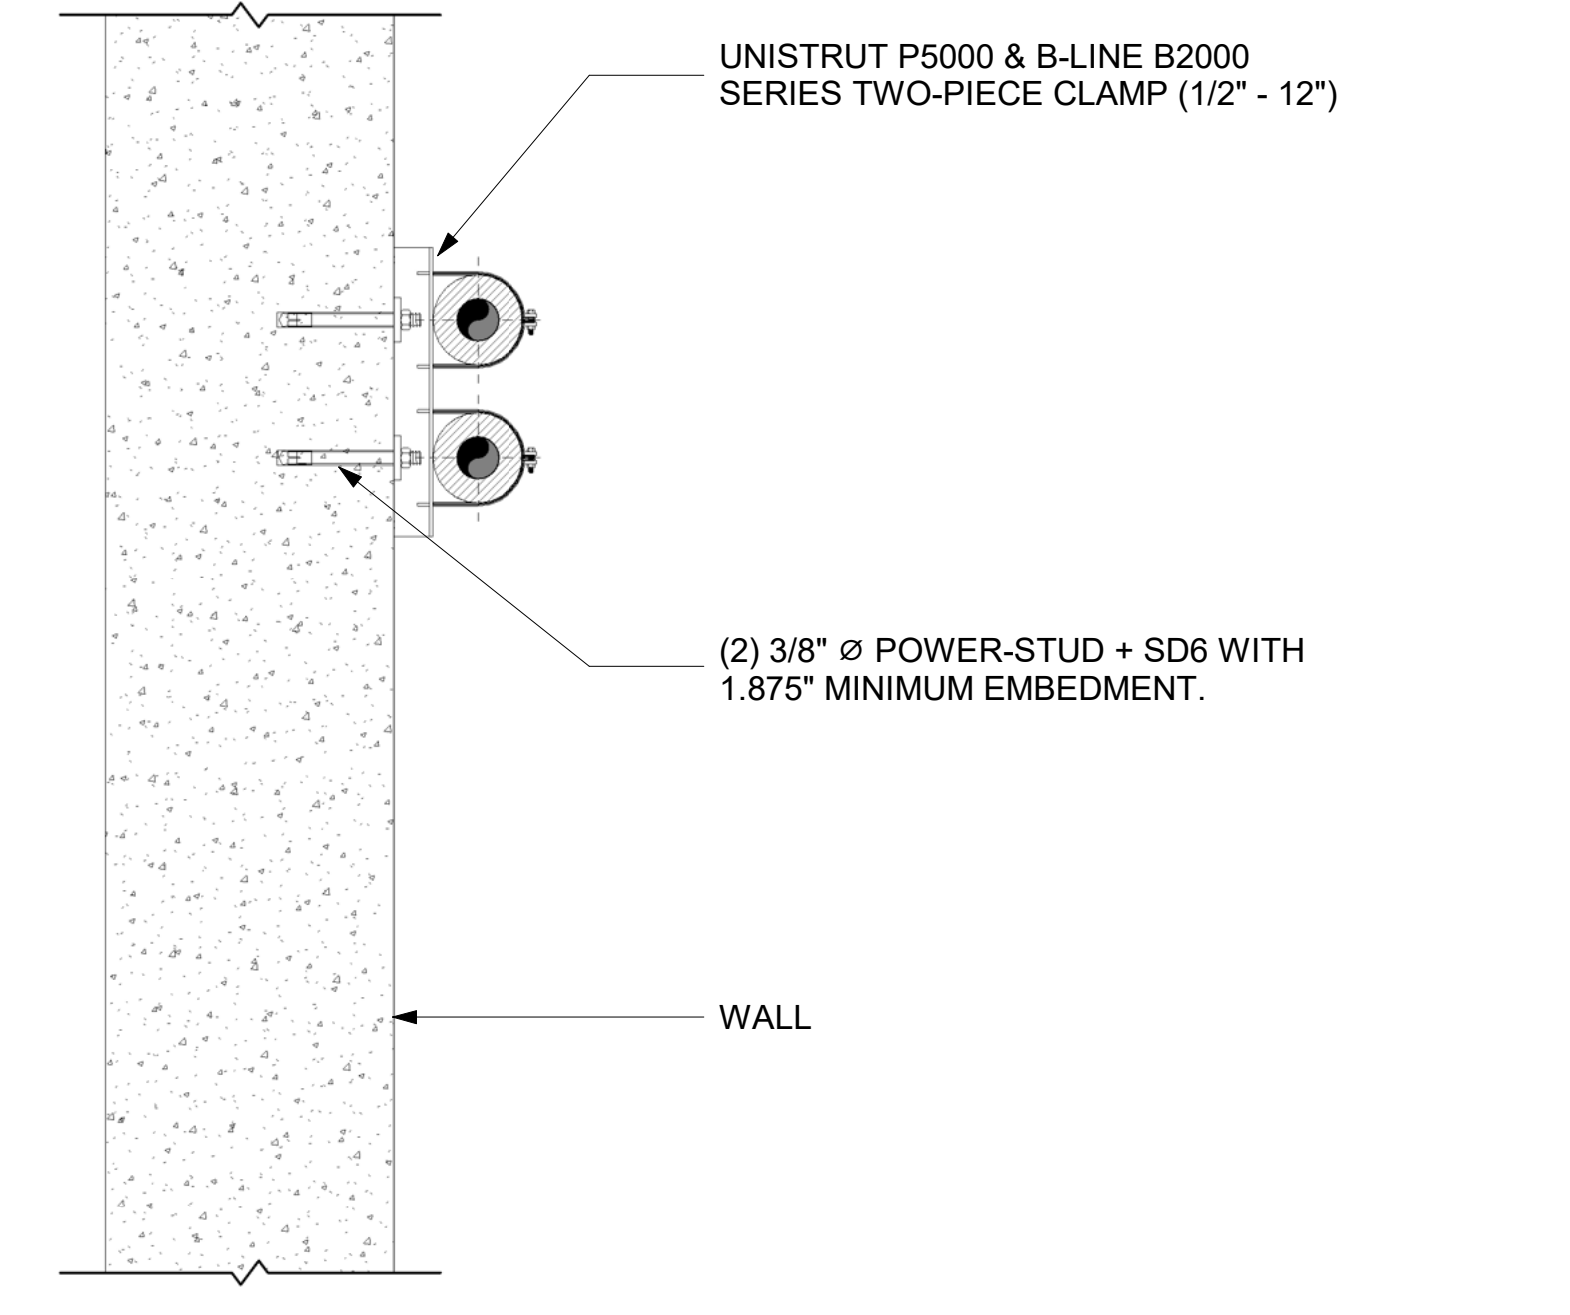 UNISTRUT P5000 & B-LINE B2000
SERIES TWO-PIECE CLAMP (1/2" - 12")
(2) 3/8" ∅ POWER-STUD + SD6 WITH
1.875" MINIMUM EMBEDMENT.
WALL